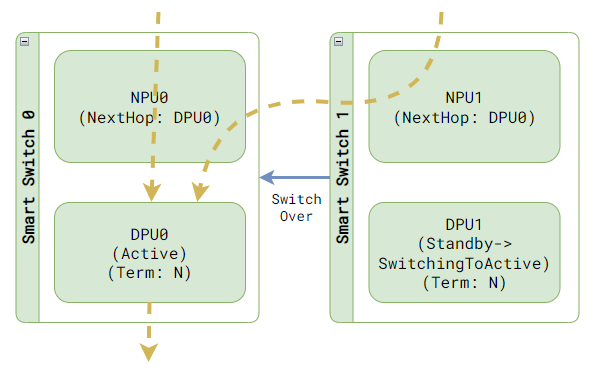 Smart Switch 0
NPU0
(NextHop: DPU0)
DPU0
(Active)
(Term: N)
Switch
Over
Smart Switch 1
NPU1
(NextHop: DPU0)
DPU1
(Standby->
SwitchingToActive)
(Term: N)